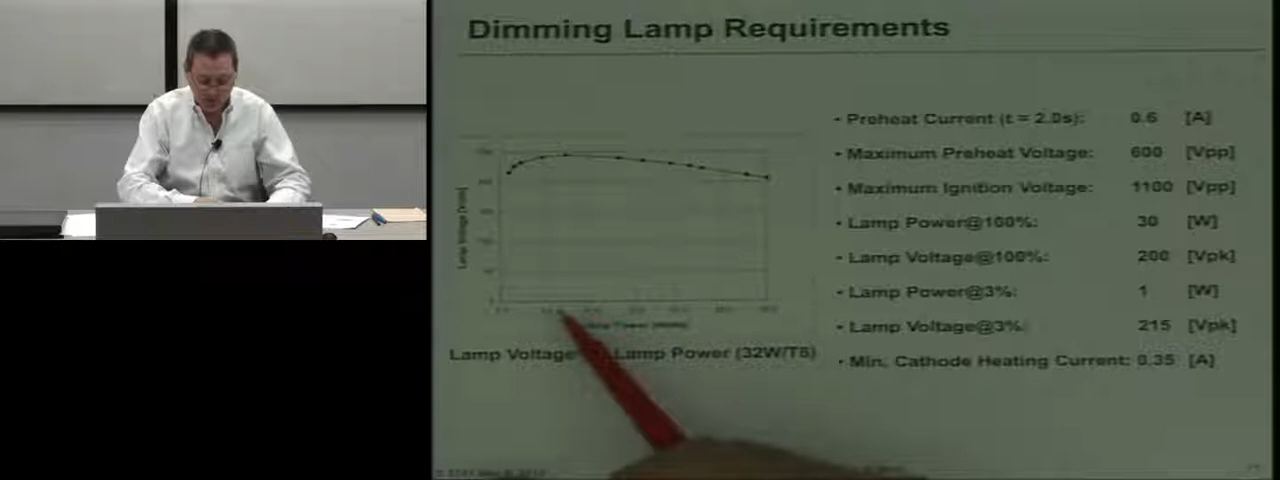 Dimming Lamp Requirements
• Preheat Current (t = 2.0s): 0.6 [A]
• Maximum Preheat Voltage: 600 [Vpp]
• Maximum Ignition Voltage: 1100 [Vpp]
• Lamp Power@100%: 30 [W]
• Lamp Voltage@100%: 200 [Vpk]
• Lamp Power@3%: 1 [W]
• Lamp Voltage@3%: 215 [Vpk]
• Min. Cathode Heating Current: 0.35 [A]
Lamp Voltage
Lamp Voltage Lamp Power (32W/T8)